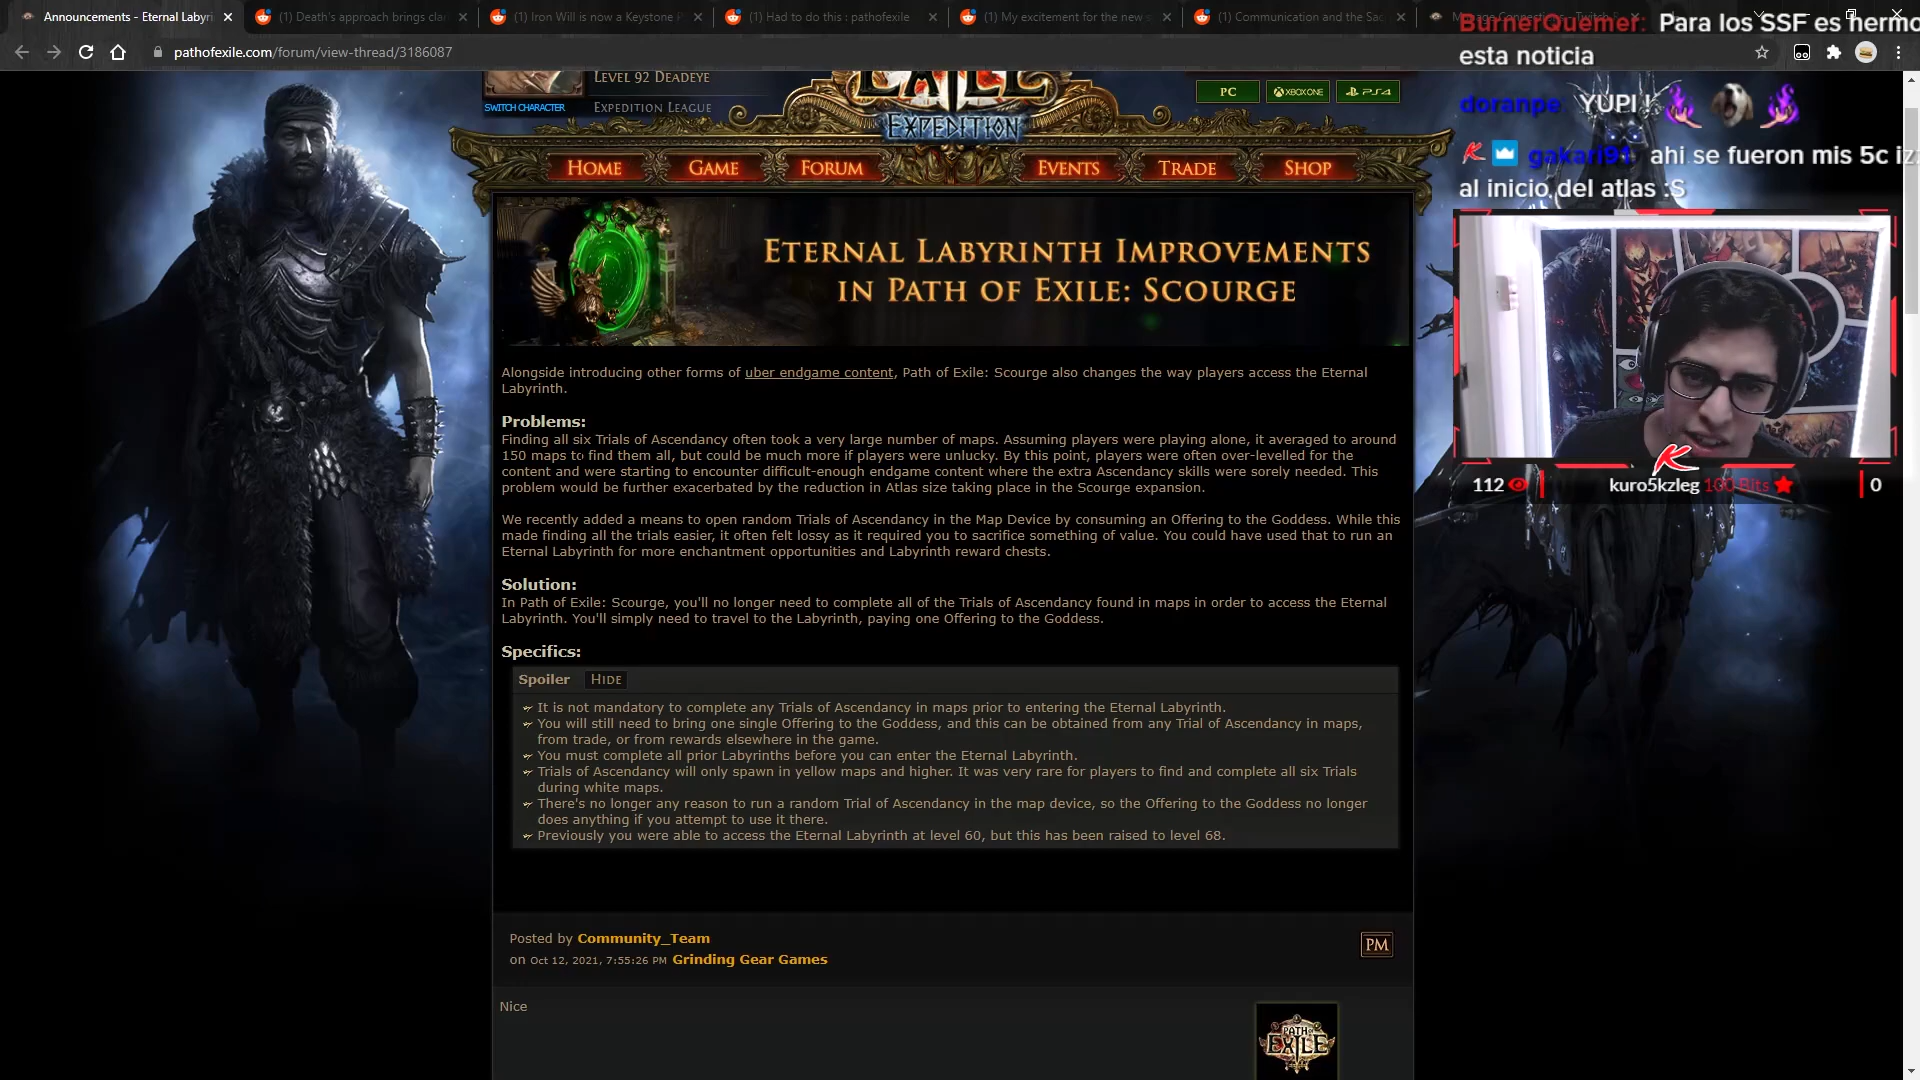 Announcements - Eternal Labyri
(1) Death's approach brings cla
(1) Iron Will is now a Keystone P
(1) Had to do this : pathofexile
(1) My excitement for the new s
(1) Communication and the Sac
pathofexile.com/forum/view-thread/3186087
BurnerQuemer: Para los SSF es hermo
esta noticia
doranpe: YUPI !
gakari91: ahi se fueron mis 5c iz
al inicio del atlas :S
LEVEL 92 DEADEYE
SWITCH CHARACTER
EXPEDITION LEAGUE
EXILE
EXPEDITION
PC
XBOX ONE
PS4
HOME
GAME
FORUM
EVENTS
TRADE
SHOP
ETERNAL LABYRINTH IMPROVEMENTS
IN PATH OF EXILE: SCOURGE
Alongside introducing other forms of uber endgame content, Path of Exile: Scourge also changes the way players access the Eternal
Labyrinth.
Problems:
Finding all six Trials of Ascendancy often took a very large number of maps. Assuming players were playing alone, it averaged to around
150 maps to find them all, but could be much more if players were unlucky. By this point, players were often over-levelled for the
content and were starting to encounter difficult-enough endgame content where the extra Ascendancy skills were sorely needed. This
problem would be further exacerbated by the reduction in Atlas size taking place in the Scourge expansion.
We recently added a means to open random Trials of Ascendancy in the Map Device by consuming an Offering to the Goddess. While this
made finding all the trials easier, it often felt lossy as it required you to sacrifice something of value. You could have used that to run an
Eternal Labyrinth for more enchantment opportunities and Labyrinth reward chests.
Solution:
In Path of Exile: Scourge, you'll no longer need to complete all of the Trials of Ascendancy found in maps in order to access the Eternal
Labyrinth. You'll simply need to travel to the Labyrinth, paying one Offering to the Goddess.
Specifics:
Spoiler HIDE
It is not mandatory to complete any Trials of Ascendancy in maps prior to entering the Eternal Labyrinth.
You will still need to bring one single Offering to the Goddess, and this can be obtained from any Trial of Ascendancy in maps,
from trade, or from rewards elsewhere in the game.
You must complete all prior Labyrinths before you can enter the Eternal Labyrinth.
Trials of Ascendancy will only spawn in yellow maps and higher. It was very rare for players to find and complete all six Trials
during white maps.
There's no longer any reason to run a random Trial of Ascendancy in the map device, so the Offering to the Goddess no longer
does anything if you attempt to use it there.
Previously you were able to access the Eternal Labyrinth at level 60, but this has been raised to level 68.
112
kuro5kzleg 100 Bits
0
Posted by Community_Team
on Oct 12, 2021, 7:55:26 PM Grinding Gear Games
PM
Nice
PATH OF
EXILE